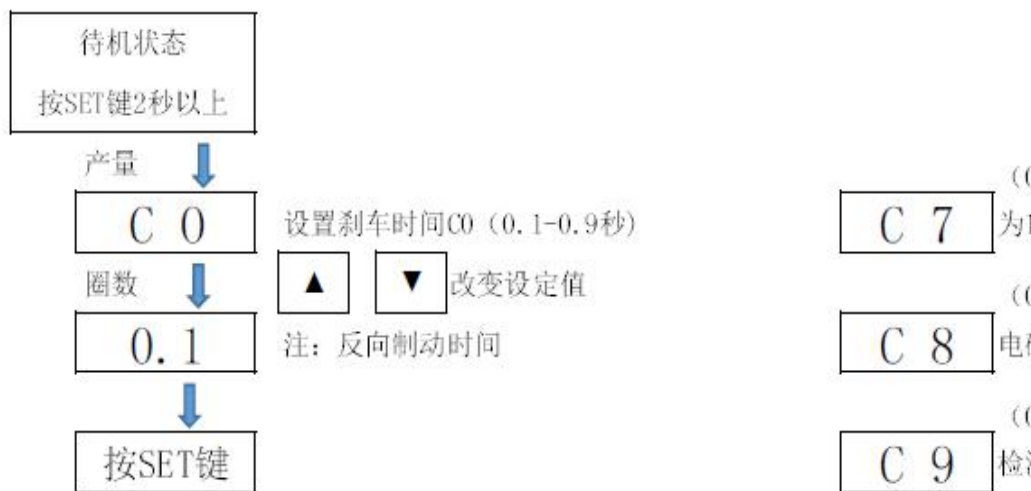 待机状态
按SET键2秒以上
产量
C 0
设置刹车时间C0（0.1-0.9秒）
圈数
▲ ▼ 改变设定值
0.1
注：反向制动时间
按SET键
C 7
为
C 8
C 9